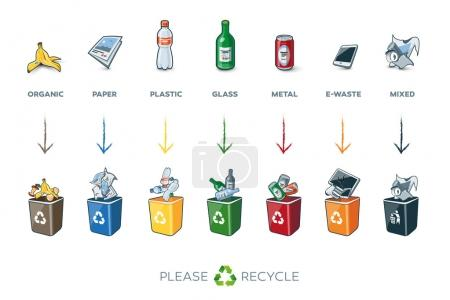 ORGANIC PAPER PLASTIC GLASS METAL E-WASTE MIXED
PLEASE RECYCLE